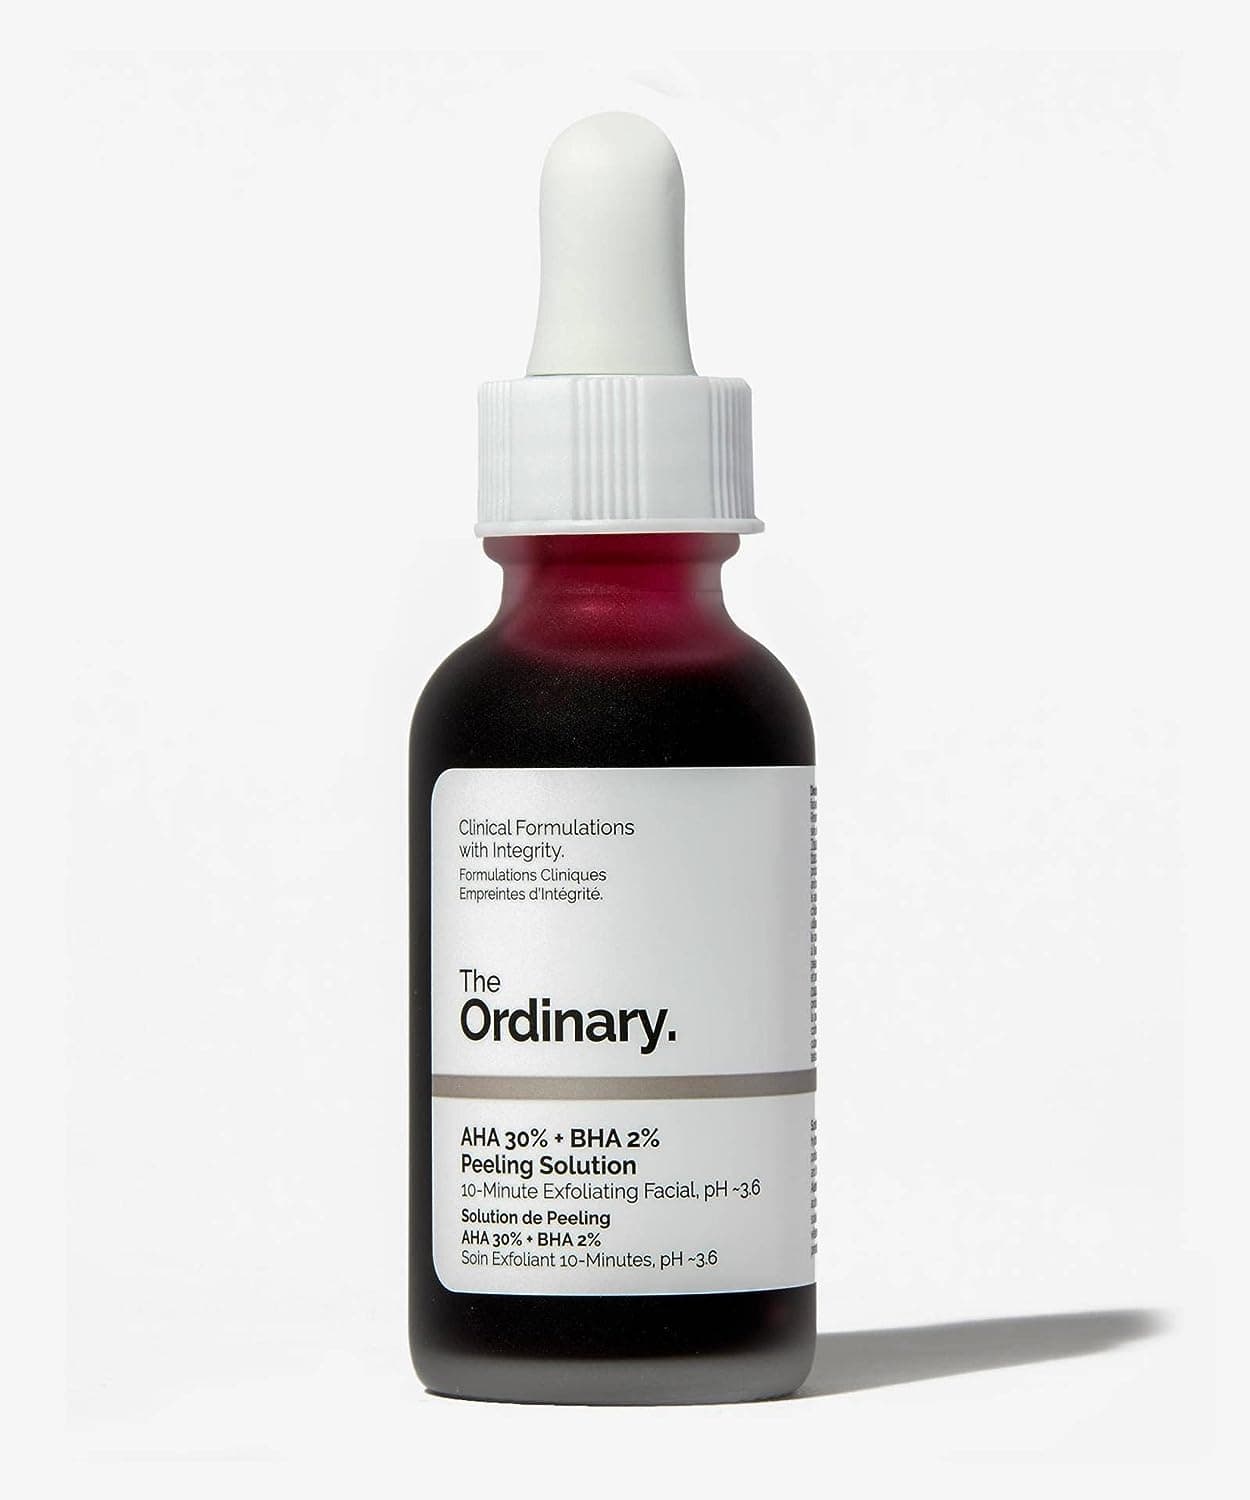 Clinical Formulations
with Integrity.
Formulations Cliniques
Empreintes d'Intégrité.
The
Ordinary.
AHA 30% + BHA 2%
Peeling Solution
10-Minute Exfoliating Facial, pH ~3.6
Solution de Peeling
AHA 30% + BHA 2%
Soin Exfoliant 10-Minutes, pH ~3.6